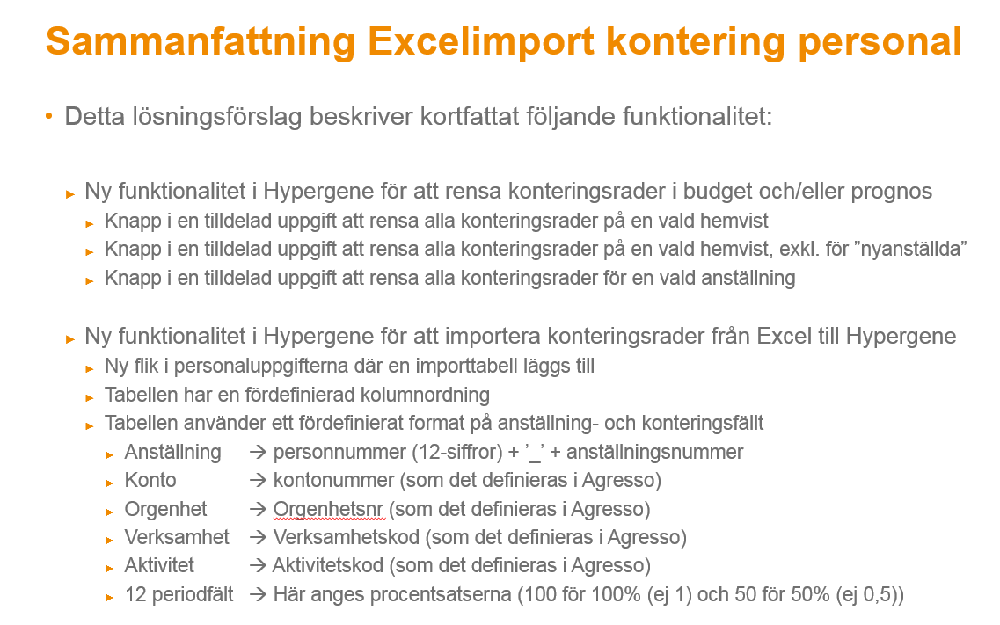 Sammanfattning Excelimport kontering personal
• Detta lösningsförslag beskriver kortfattat följande funktionalitet:
► Ny funktionalitet i Hypergene för att rensa konteringsrader i budget och/eller prognos
► Knapp i en tilldelad uppgift att rensa alla konteringsrader på en vald hemvist
► Knapp i en tilldelad uppgift att rensa alla konteringsrader på en vald hemvist, exkl. för ”nyanställda”
► Knapp i en tilldelad uppgift att rensa alla konteringsrader för en vald anställning
► Ny funktionalitet i Hypergene för att importera konteringsrader från Excel till Hypergene
► Ny flik i personaluppgifterna där en importtabell läggs till
► Tabellen har en fördefinierad kolumnordning
► Tabellen använder ett fördefinierat format på anställning- och konteringsfällt
► Anställning → personnummer (12-siffror) + ’_’ + anställningsnummer
► Konto → kontonummer (som det definieras i Agresso)
► Orgenhet → Orgenhetsnr (som det definieras i Agresso)
► Verksamhet → Verksamhetskod (som det definieras i Agresso)
► Aktivitet → Aktivitetskod (som det definieras i Agresso)
► 12 periodfält → Här anges procentsatserna (100 för 100% (ej 1) och 50 för 50% (ej 0,5))